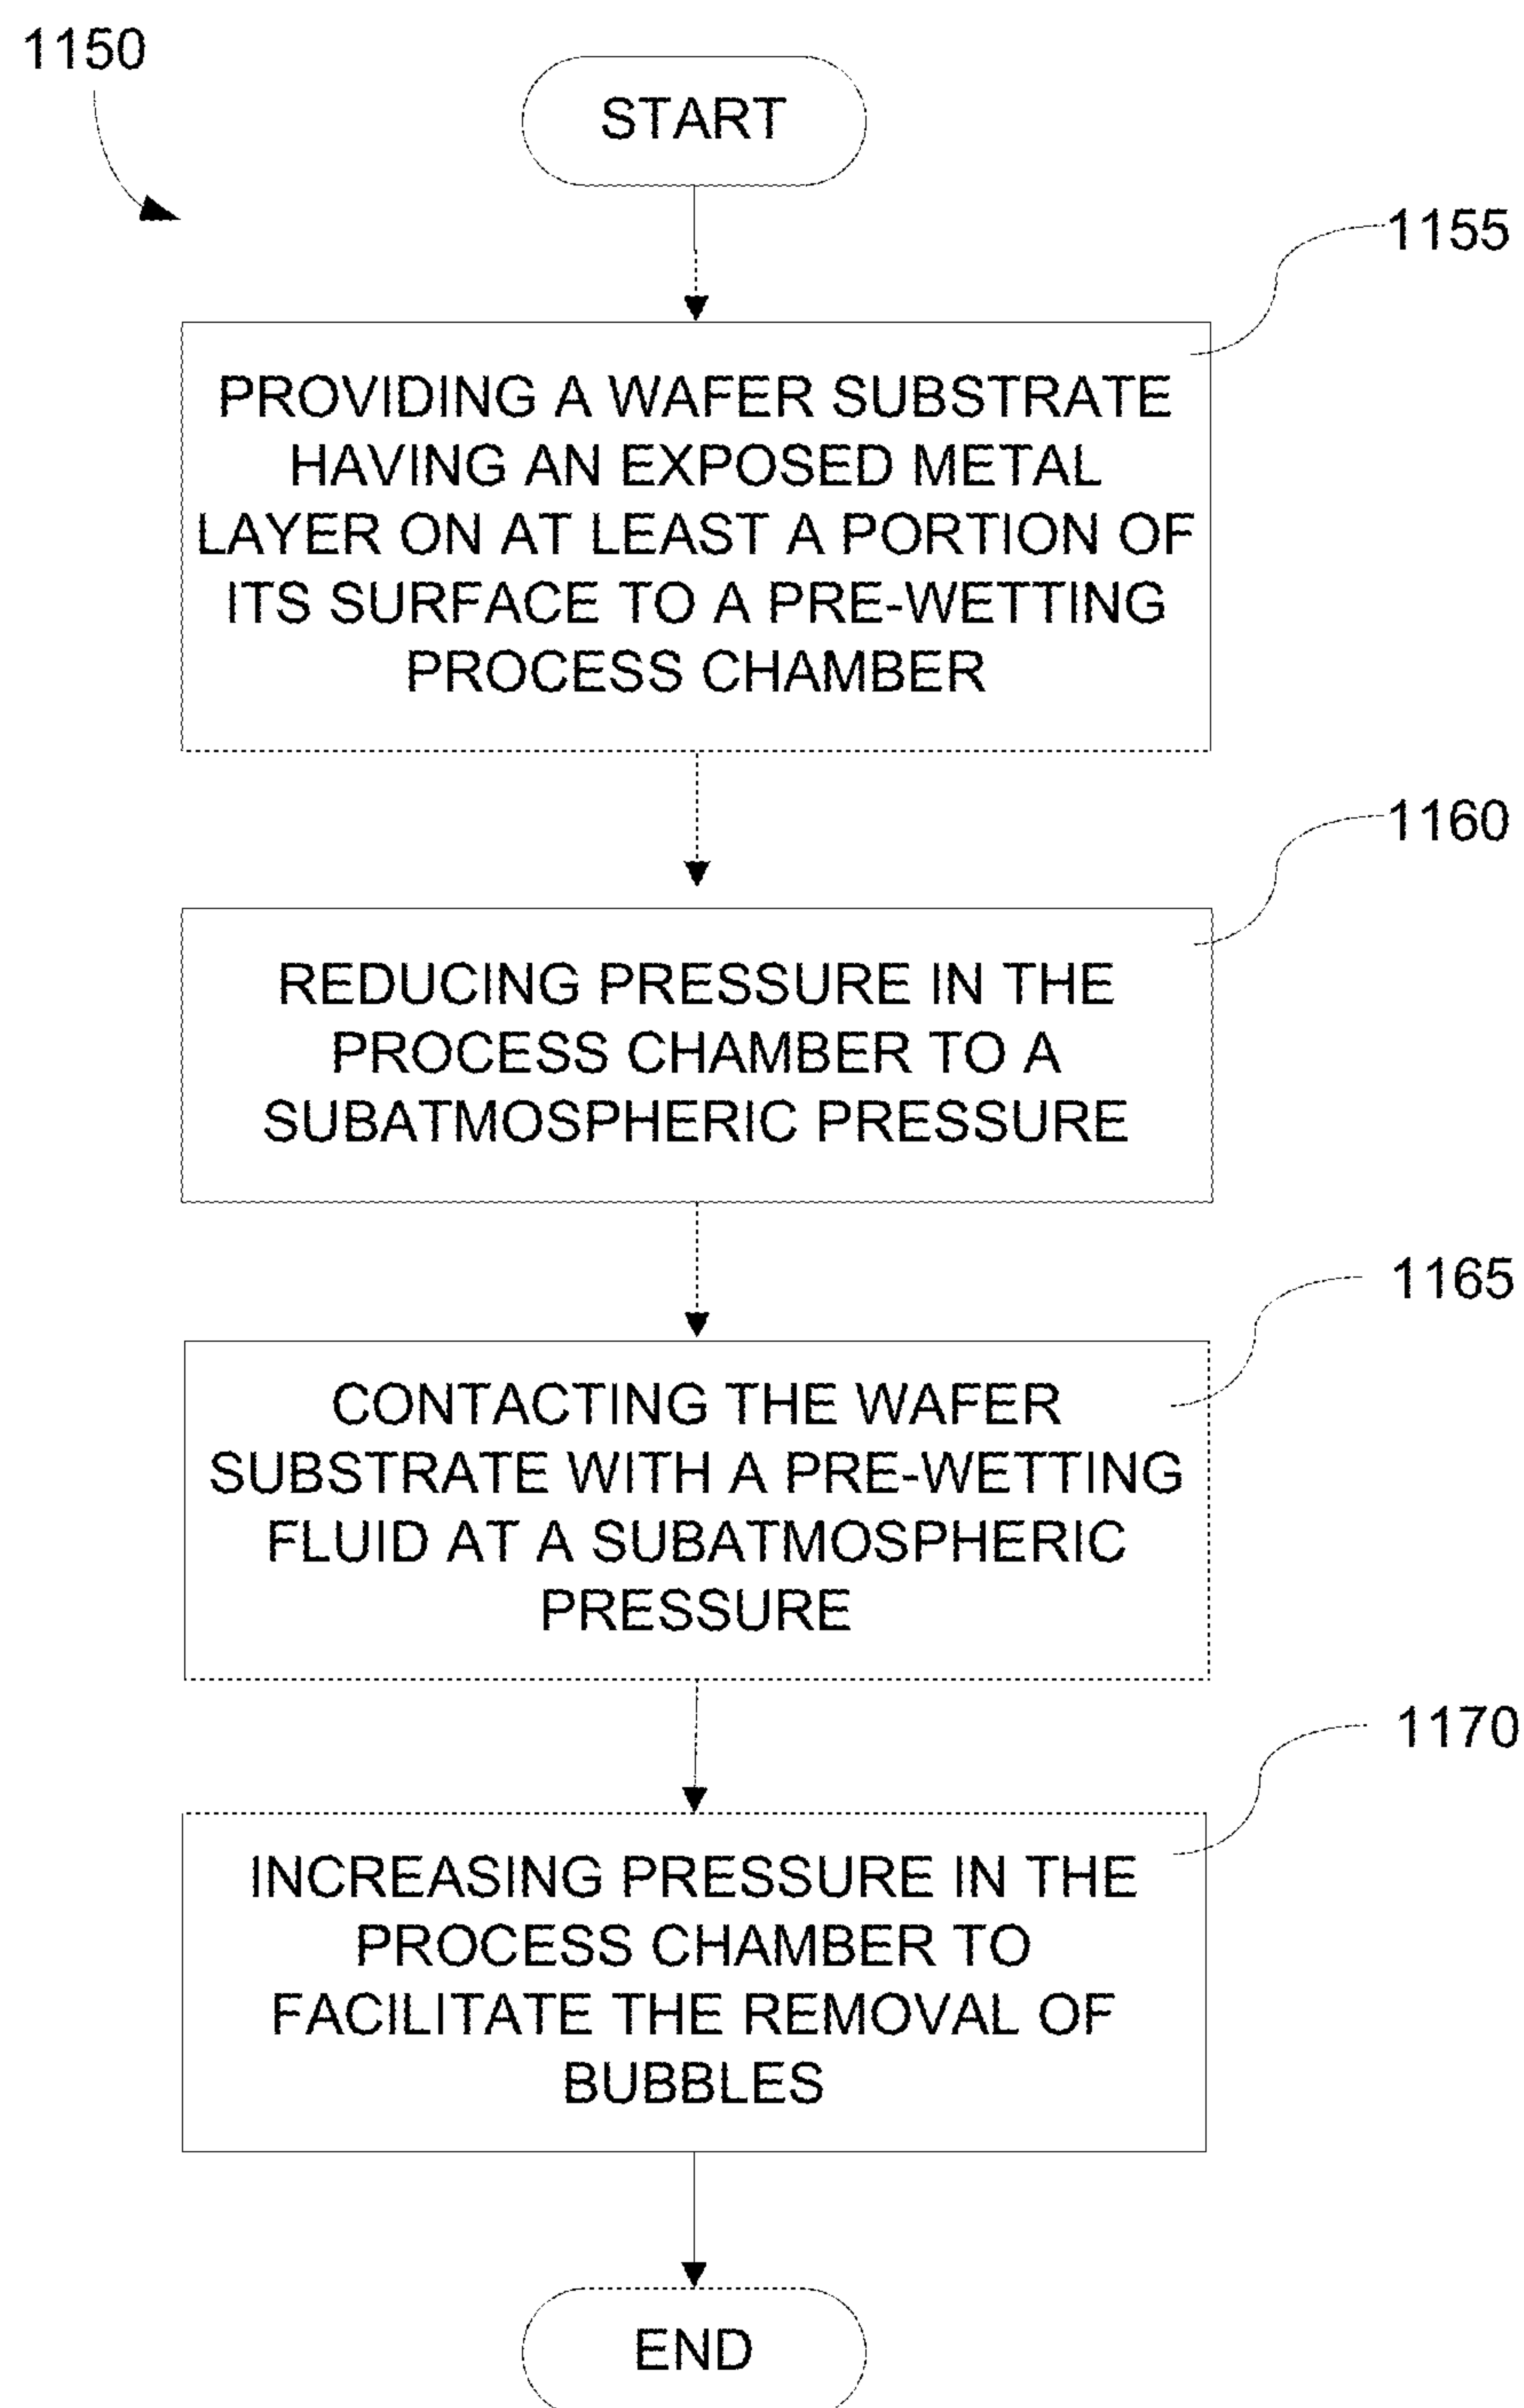 1150
START
1155
PROVIDING A WAFER SUBSTRATE
HAVING AN EXPOSED METAL
LAYER ON AT LEAST A PORTION OF
ITS SURFACE TO A PRE-WETTING
PROCESS CHAMBER
1160
REDUCING PRESSURE IN THE
PROCESS CHAMBER TO A
SUBATMOSPHERIC PRESSURE
1165
CONTACTING THE WAFER
SUBSTRATE WITH A PRE-WETTING
FLUID AT A SUBATMOSPHERIC
PRESSURE
1170
INCREASING PRESSURE IN THE
PROCESS CHAMBER TO
FACILITATE THE REMOVAL OF
BUBBLES
END